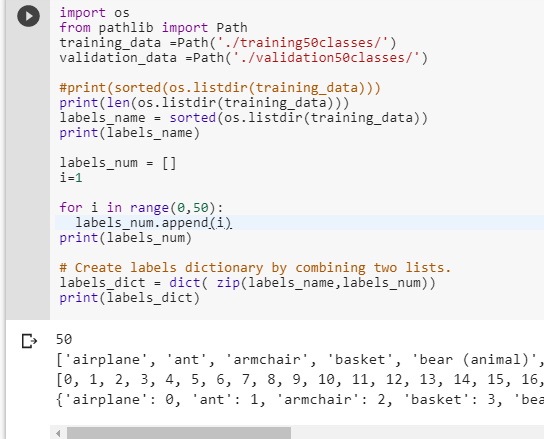 import os
from pathlib import Path
training_data =Path('./training50classes/')
validation_data =Path('./validation50classes/')
#print(sorted(os.listdir(training_data)))
print(len(os.listdir(training_data)))
labels_name = sorted(os.listdir(training_data))
print(labels_name)
labels_num = []
i=1
for i in range(0,50):
  labels_num.append(i)
print(labels_num)
# Create labels dictionary by combining two lists.
labels_dict = dict( zip(labels_name,labels_num))
print(labels_dict)
50
['airplane', 'ant', 'armchair', 'basket', 'bear (animal)',
[0, 1, 2, 3, 4, 5, 6, 7, 8, 9, 10, 11, 12, 13, 14, 15, 16,
{'airplane': 0, 'ant': 1, 'armchair': 2, 'basket': 3, 'bea